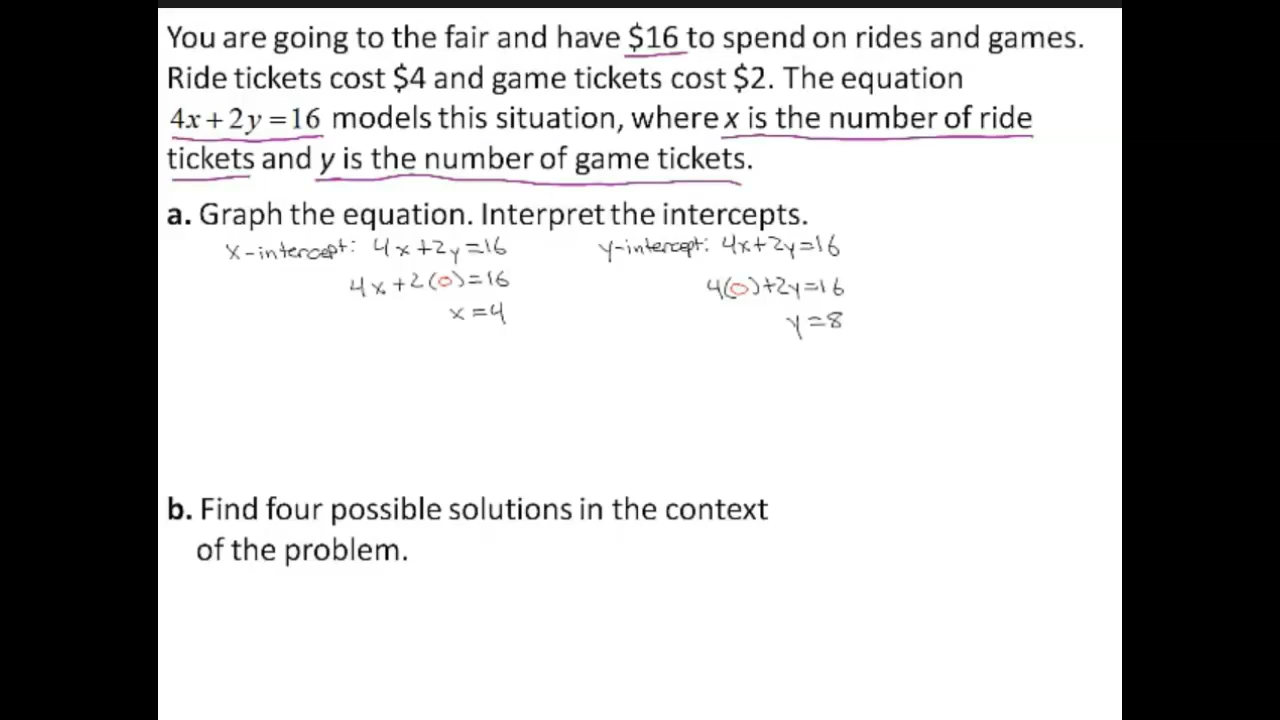 You are going to the fair and have $16 to spend on rides and games.
Ride tickets cost $4 and game tickets cost $2. The equation
4x + 2y = 16 models this situation, where x is the number of ride
tickets and y is the number of game tickets.
a. Graph the equation. Interpret the intercepts.
x-intercept: 4x+2y=16
4x+2(0)=16
x=4
y-intercept: 4x+2y=16
4(0)+2y=16
y=8
b. Find four possible solutions in the context
of the problem.